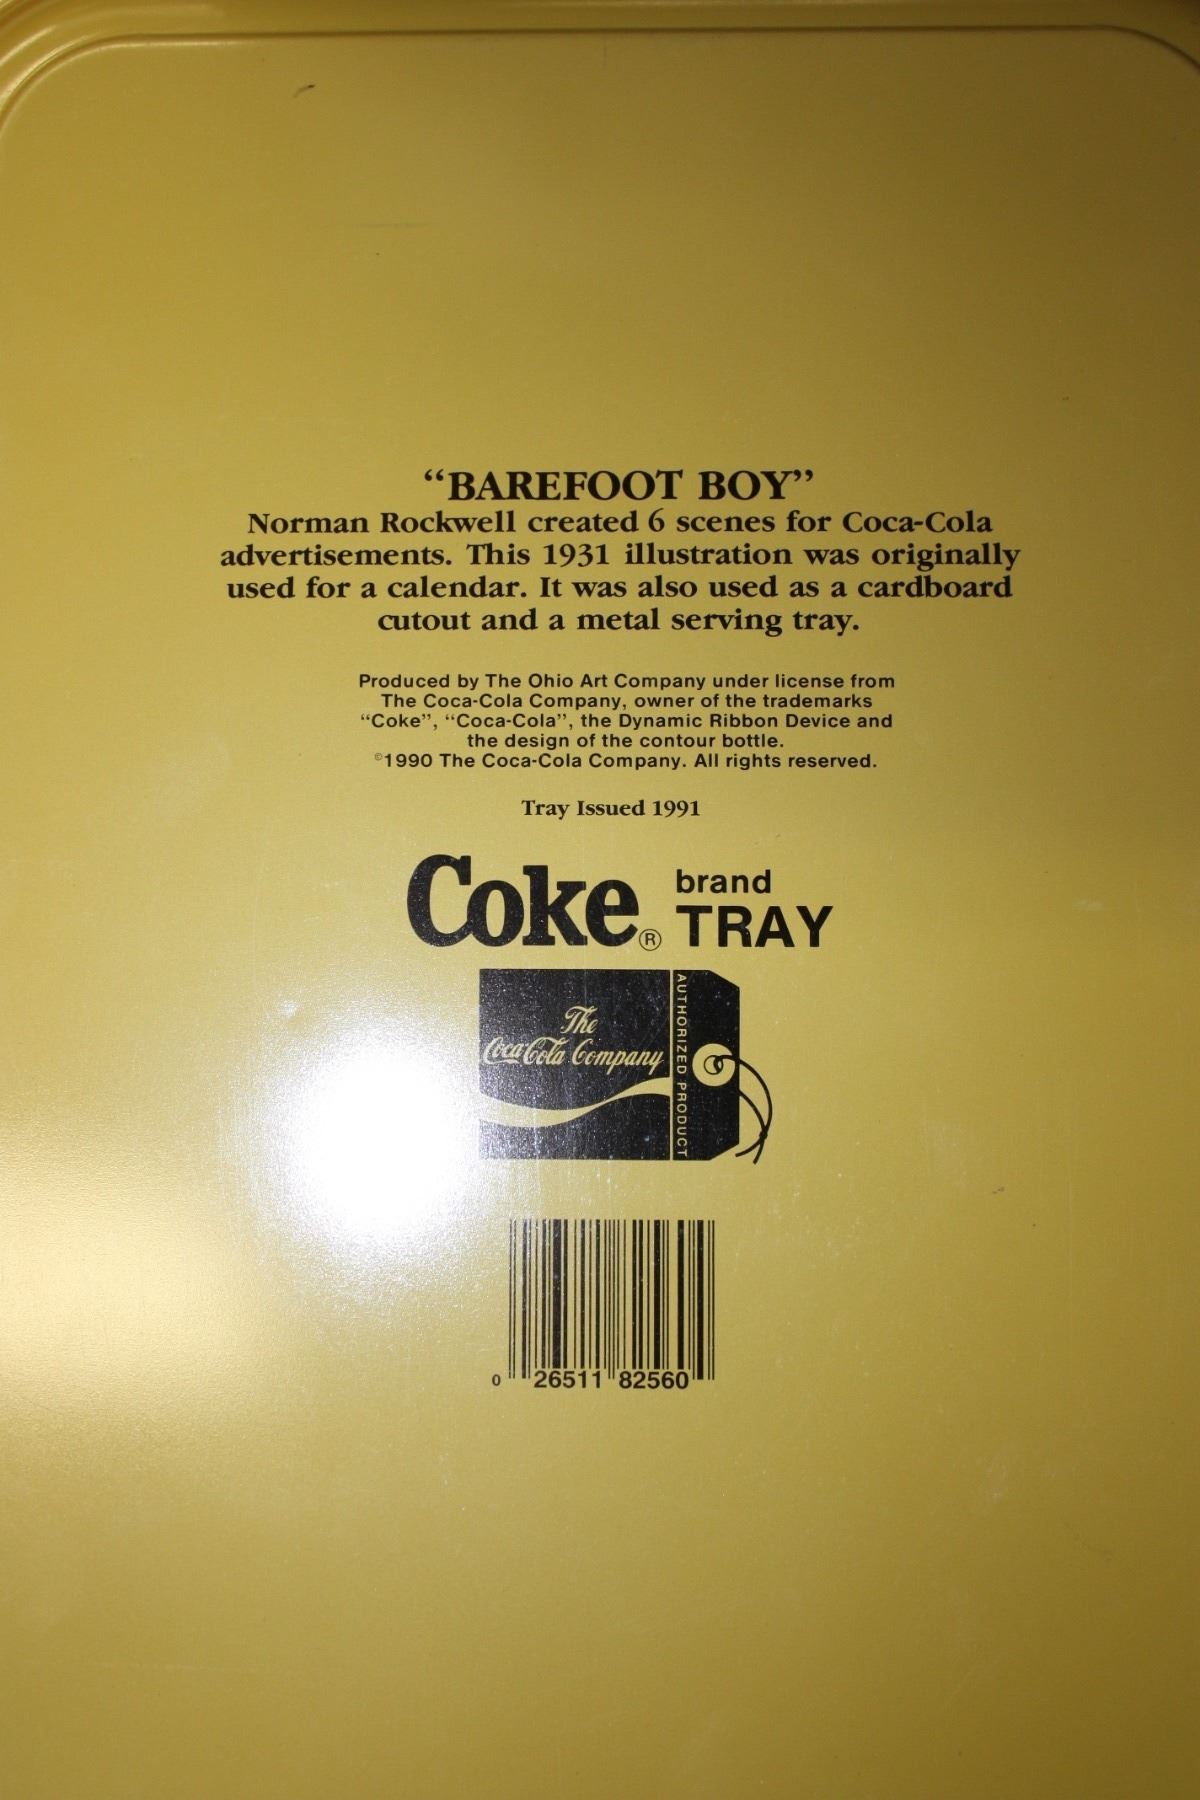 “BAREFOOT BOY”
Norman Rockwell created 6 scenes for Coca-Cola
advertisements. This 1931 illustration was originally
used for a calendar. It was also used as a cardboard
cutout and a metal serving tray.
Produced by The Ohio Art Company under license from
The Coca-Cola Company, owner of the trademarks
“Coke”, “Coca-Cola”, the Dynamic Ribbon Device and
the design of the contour bottle.
©1990 The Coca-Cola Company. All rights reserved.
Tray Issued 1991
Coke® brand
TRAY
The
Coca-Cola Company
AUTHORIZED PRODUCT
0 26511 82560